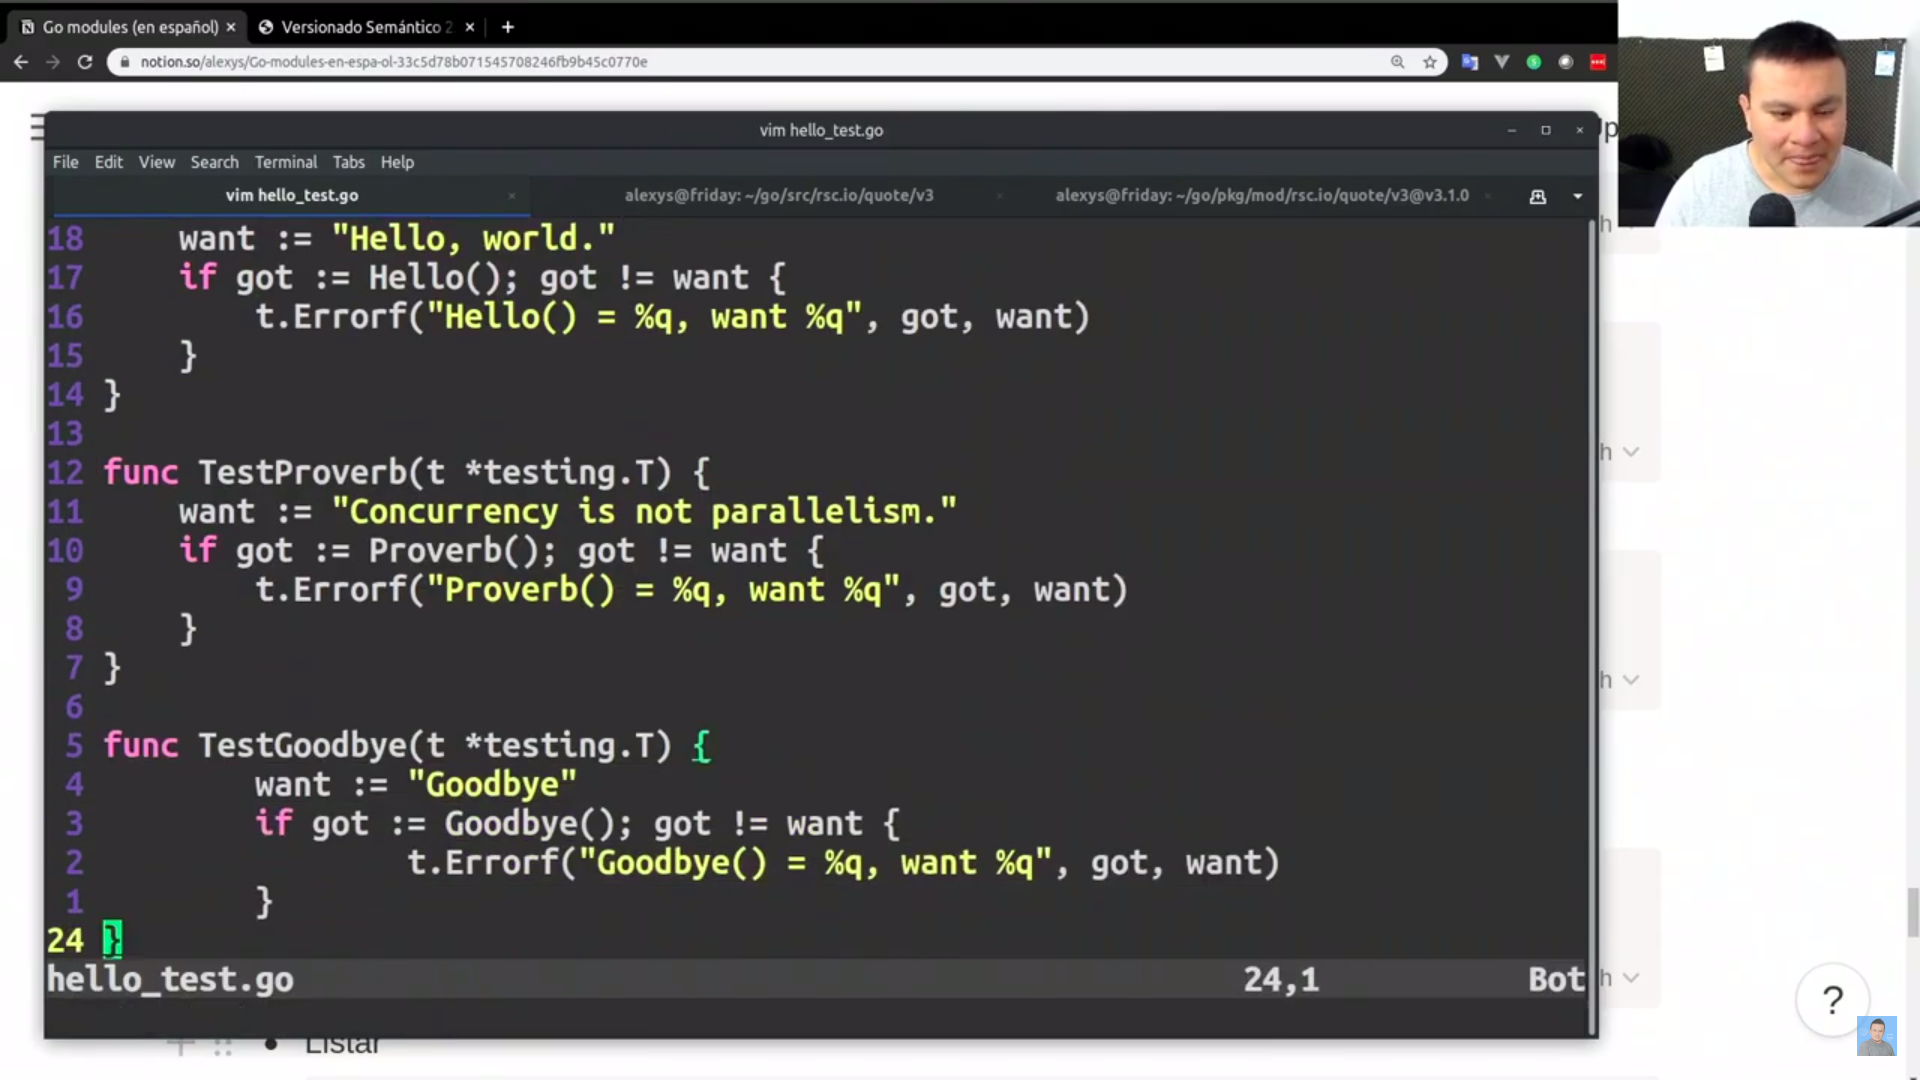 Go modules (en español)
Versionado Semántico 2
notion.so/alexys/Go-modules-en-espa-ol-33c5d78b071545708246fb9b45c0770e
vim hello_test.go
File Edit View Search Terminal Tabs Help
vim hello_test.go
alexys@friday: ~/go/src/rsc.io/quote/v3
alexys@friday: ~/go/pkg/mod/rsc.io/quote/v3@v3.1.0
18 want := "Hello, world."
17 if got := Hello(); got != want {
16 t.Errorf("Hello() = %q, want %q", got, want)
15 }
14 }
13
12 func TestProverb(t *testing.T) {
11 want := "Concurrency is not parallelism."
10 if got := Proverb(); got != want {
9 t.Errorf("Proverb() = %q, want %q", got, want)
8 }
7 }
6
5 func TestGoodbye(t *testing.T) {
4 want := "Goodbye"
3 if got := Goodbye(); got != want {
2 t.Errorf("Goodbye() = %q, want %q", got, want)
1 }
24 }
hello_test.go 24,1 Bot
?
Listar